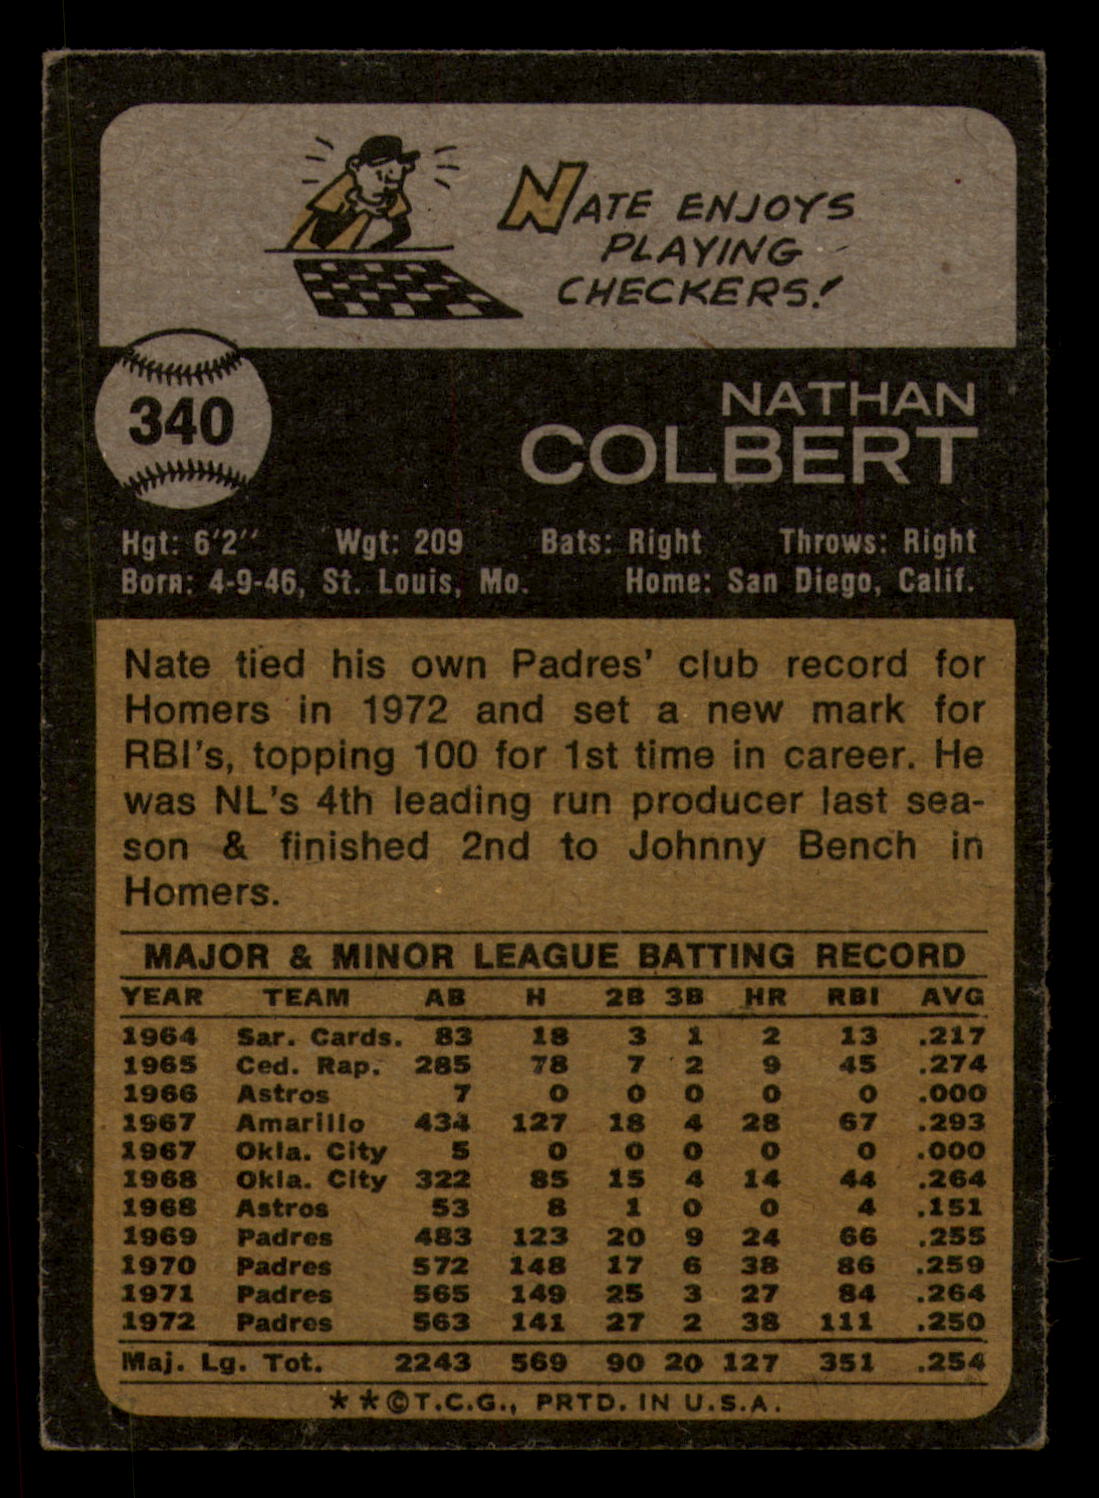 NATE ENJOYS
PLAYING
CHECKERS!
340
NATHAN
COLBERT
Hgt: 6'2" Wgt: 209 Bats: Right Throws: Right
Born: 4-9-46, St. Louis, Mo. Home: San Diego, Calif.
Nate tied his own Padres' club record for
Homers in 1972 and set a new mark for
RBI's, topping 100 for 1st time in career. He
was NL's 4th leading run producer last sea-
son & finished 2nd to Johnny Bench in
Homers.
MAJOR & MINOR LEAGUE BATTING RECORD
YEAR TEAM AB H 2B 3B HR RBI AVG
1964 Sar. Cards. 83 18 3 1 2 13 .217
1965 Ced. Rap. 285 78 7 2 9 45 .274
1966 Astros 7 0 0 0 0 0 .000
1967 Amarillo 434 127 18 4 28 67 .293
1967 Okla. City 5 0 0 0 0 0 .000
1968 Okla. City 322 85 15 4 14 44 .264
1968 Astros 53 8 1 0 0 4 .151
1969 Padres 483 123 20 9 24 66 .255
1970 Padres 572 148 17 6 38 86 .259
1971 Padres 565 149 25 3 27 84 .264
1972 Padres 563 141 27 2 38 111 .250
Maj. Lg. Tot. 2243 569 90 20 127 351 .254
**©T.C.G., PRTD. IN U.S.A.